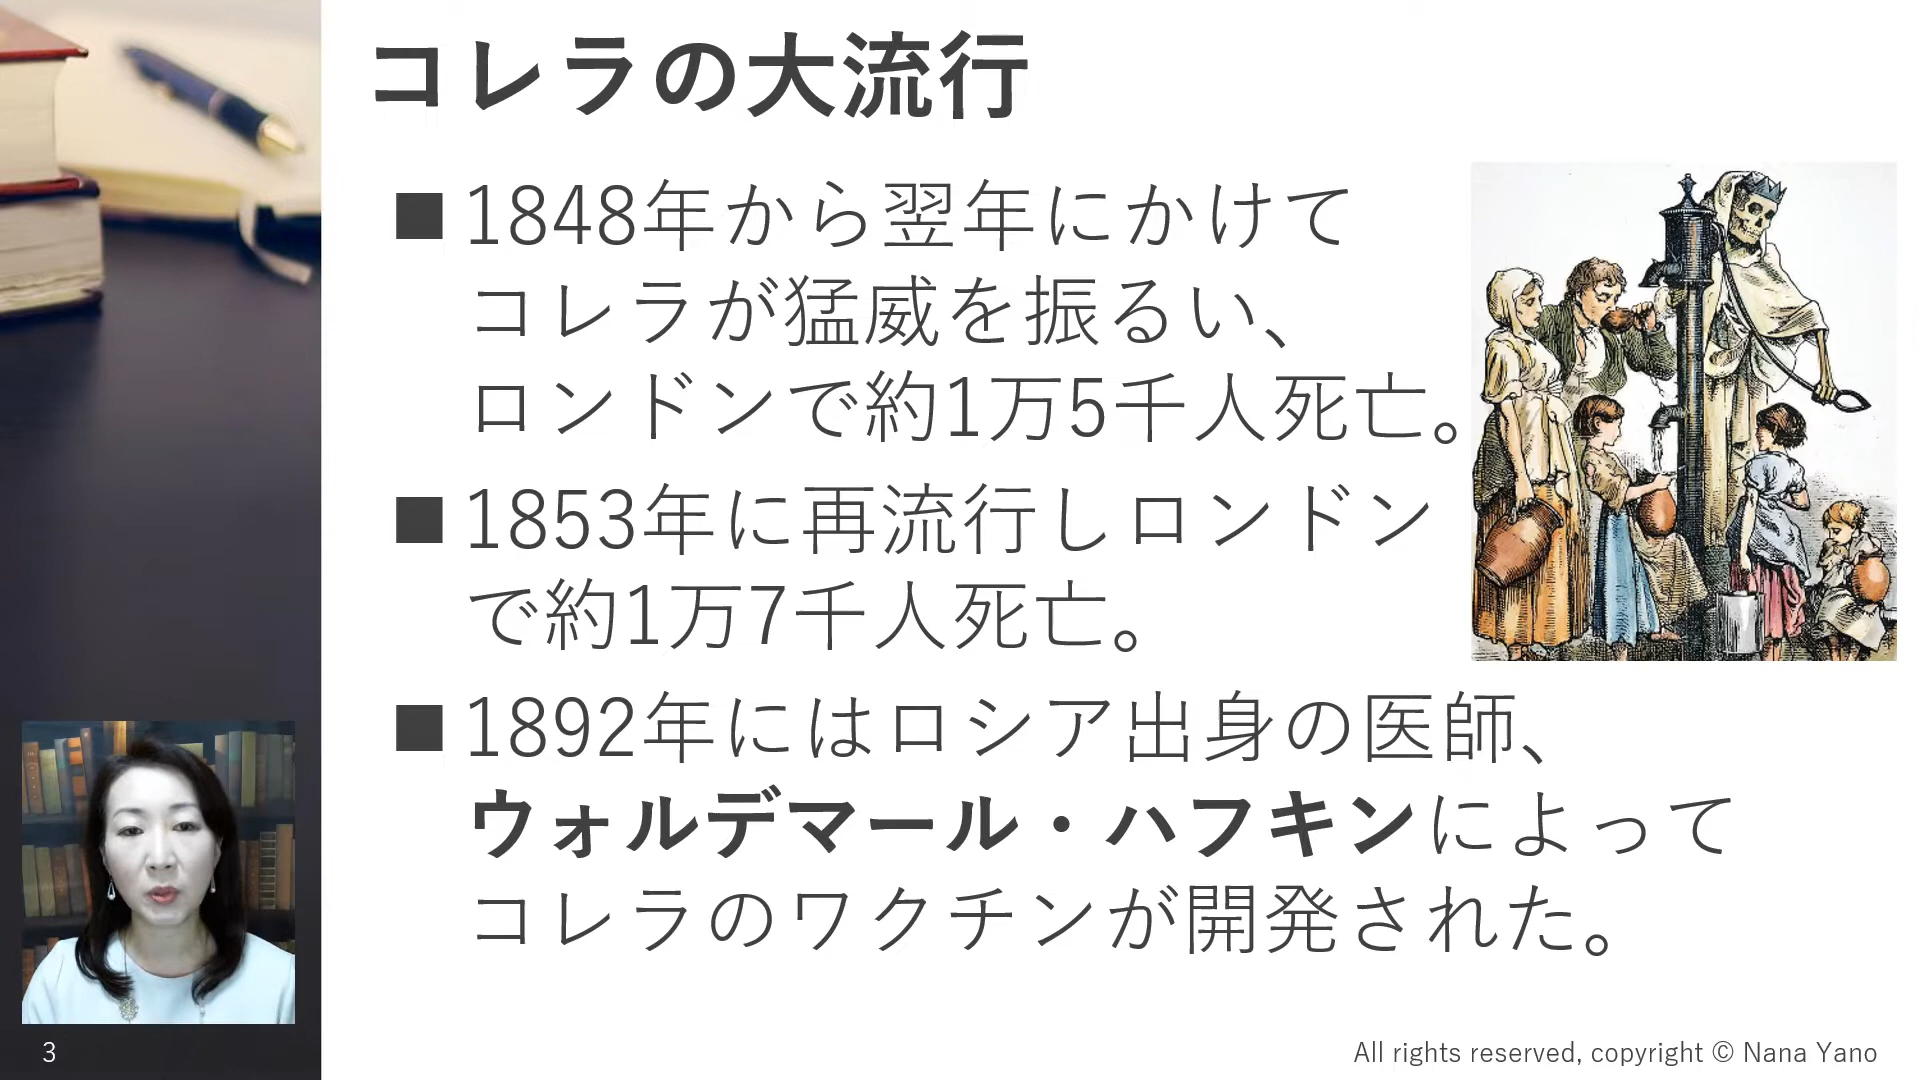 コレラの大流行
■1848年から翌年にかけて
コレラが猛威を振るい、
ロンドンで約1万5千人死亡。
■1853年に再流行しロンドン
で約1万7千人死亡。
■1892年にはロシア出身の医師、
ウォルデマール・ハフキンによって
コレラのワクチンが開発された。
3
All rights reserved, copyright © Nana Yano